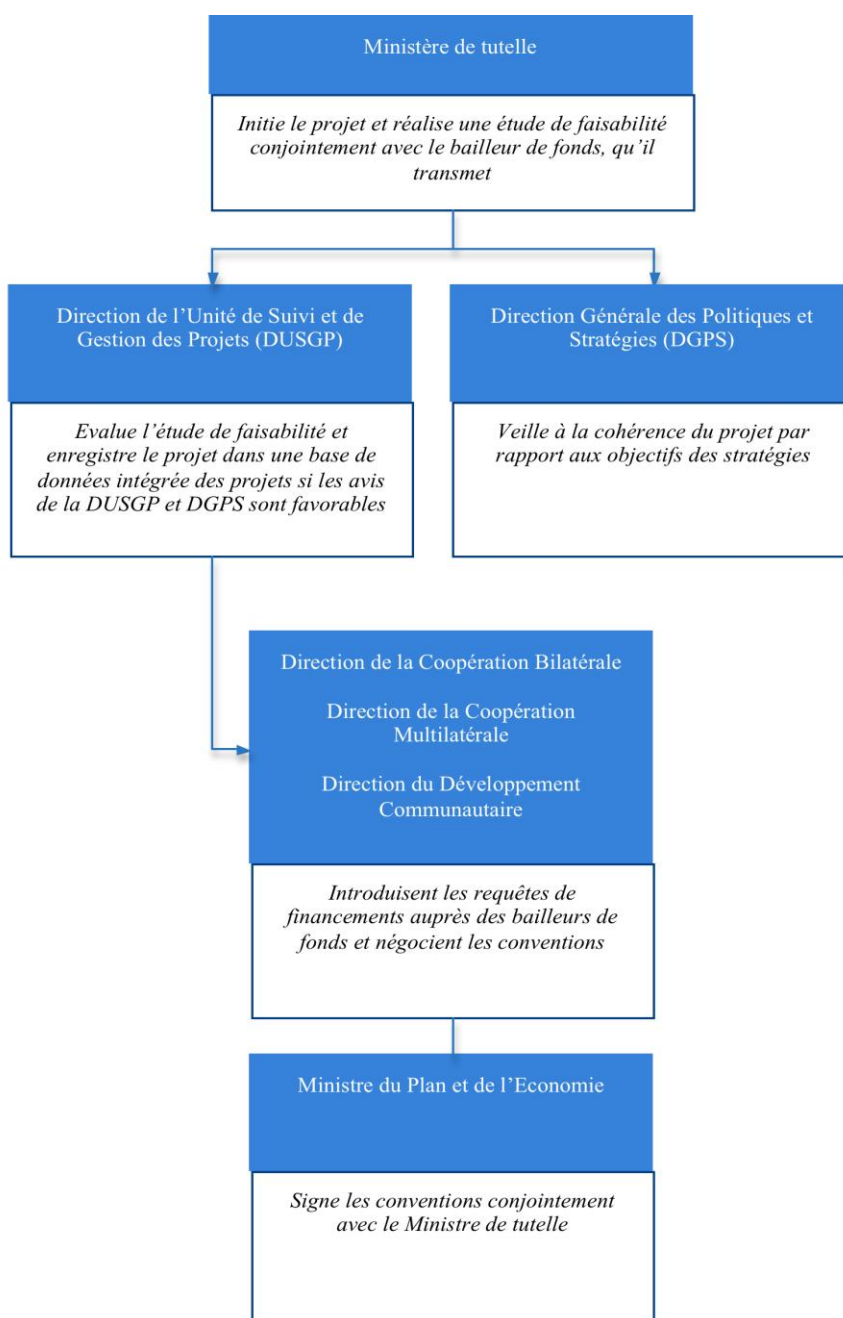 Ministère de tutelle
Initie le projet et réalise une étude de faisabilité
conjointement avec le bailleur de fonds, qu’il
transmet
Direction de l’Unité de Suivi et de
Gestion des Projets (DUSGP)
Evalue l’étude de faisabilité et
enregistre le projet dans une base de
données intégrée des projets si les avis
de la DUSGP et DGPS sont favorables
Direction Générale des Politiques et
Stratégies (DGPS)
Veille à la cohérence du projet par
rapport aux objectifs des stratégies
Direction de la Coopération Bilatérale
Direction de la Coopération
Multilatérale
Direction du Développement
Communautaire
Introduisent les requêtes de
financements auprès des bailleurs de
fonds et négocient les conventions
Ministre du Plan et de l’Economie
Signe les conventions conjointement
avec le Ministre de tutelle